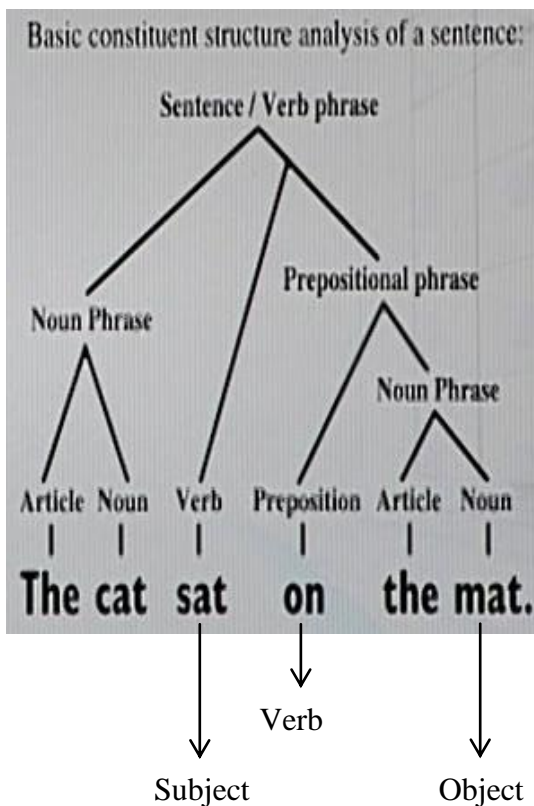 Basic constituent structure analysis of a sentence:
Sentence / Verb phrase
Prepositional phrase
Noun Phrase
Noun Phrase
Article Noun Verb Preposition Article Noun
The cat sat on the mat.
Verb
Subject Object